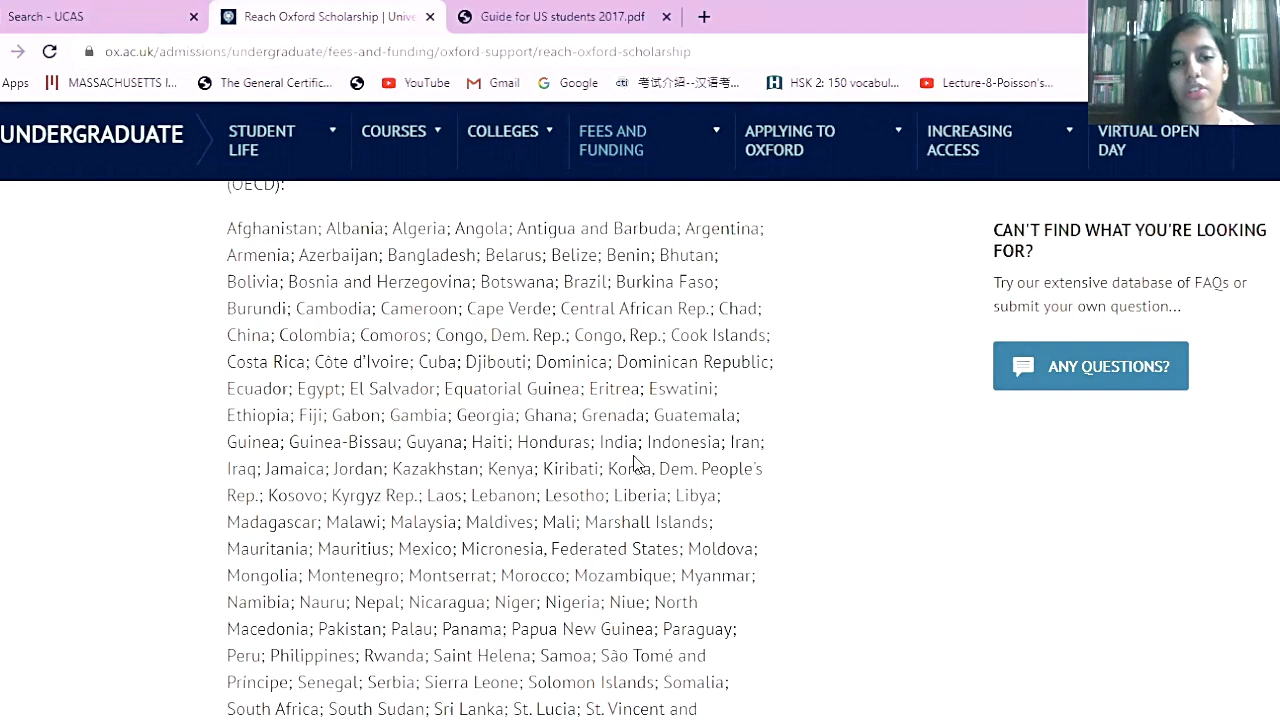 Search - UCAS
Reach Oxford Scholarship | Unive
Guide for US students 2017.pdf
ox.ac.uk/admissions/undergraduate/fees-and-funding/oxford-support/reach-oxford-scholarship
Apps MASSACHUSETTS I... The General Certific... YouTube Gmail Google 考试介绍--汉语考... HSK 2: 150 vocabul... Lecture-8-Poisson's...
UNDERGRADUATE
STUDENT
LIFE
COURSES
COLLEGES
FEES AND
FUNDING
APPLYING TO
OXFORD
INCREASING
ACCESS
VIRTUAL OPEN
DAY
(OECD):
Afghanistan; Albania; Algeria; Angola; Antigua and Barbuda; Argentina;
Armenia; Azerbaijan; Bangladesh; Belarus; Belize; Benin; Bhutan;
Bolivia; Bosnia and Herzegovina; Botswana; Brazil; Burkina Faso;
Burundi; Cambodia; Cameroon; Cape Verde; Central African Rep.; Chad;
China; Colombia; Comoros; Congo, Dem. Rep.; Congo, Rep.; Cook Islands;
Costa Rica; Côte d'Ivoire; Cuba; Djibouti; Dominica; Dominican Republic;
Ecuador; Egypt; El Salvador; Equatorial Guinea; Eritrea; Eswatini;
Ethiopia; Fiji; Gabon; Gambia; Georgia; Ghana; Grenada; Guatemala;
Guinea; Guinea-Bissau; Guyana; Haiti; Honduras; India; Indonesia; Iran;
Iraq; Jamaica; Jordan; Kazakhstan; Kenya; Kiribati; Korea, Dem. People's
Rep.; Kosovo; Kyrgyz Rep.; Laos; Lebanon; Lesotho; Liberia; Libya;
Madagascar; Malawi; Malaysia; Maldives; Mali; Marshall Islands;
Mauritania; Mauritius; Mexico; Micronesia, Federated States; Moldova;
Mongolia; Montenegro; Montserrat; Morocco; Mozambique; Myanmar;
Namibia; Nauru; Nepal; Nicaragua; Niger; Nigeria; Niue; North
Macedonia; Pakistan; Palau; Panama; Papua New Guinea; Paraguay;
Peru; Philippines; Rwanda; Saint Helena; Samoa; São Tomé and
Príncipe; Senegal; Serbia; Sierra Leone; Solomon Islands; Somalia;
South Africa; South Sudan; Sri Lanka; St. Lucia; St. Vincent and
CAN'T FIND WHAT YOU'RE LOOKING
FOR?
Try our extensive database of FAQs or
submit your own question...
ANY QUESTIONS?